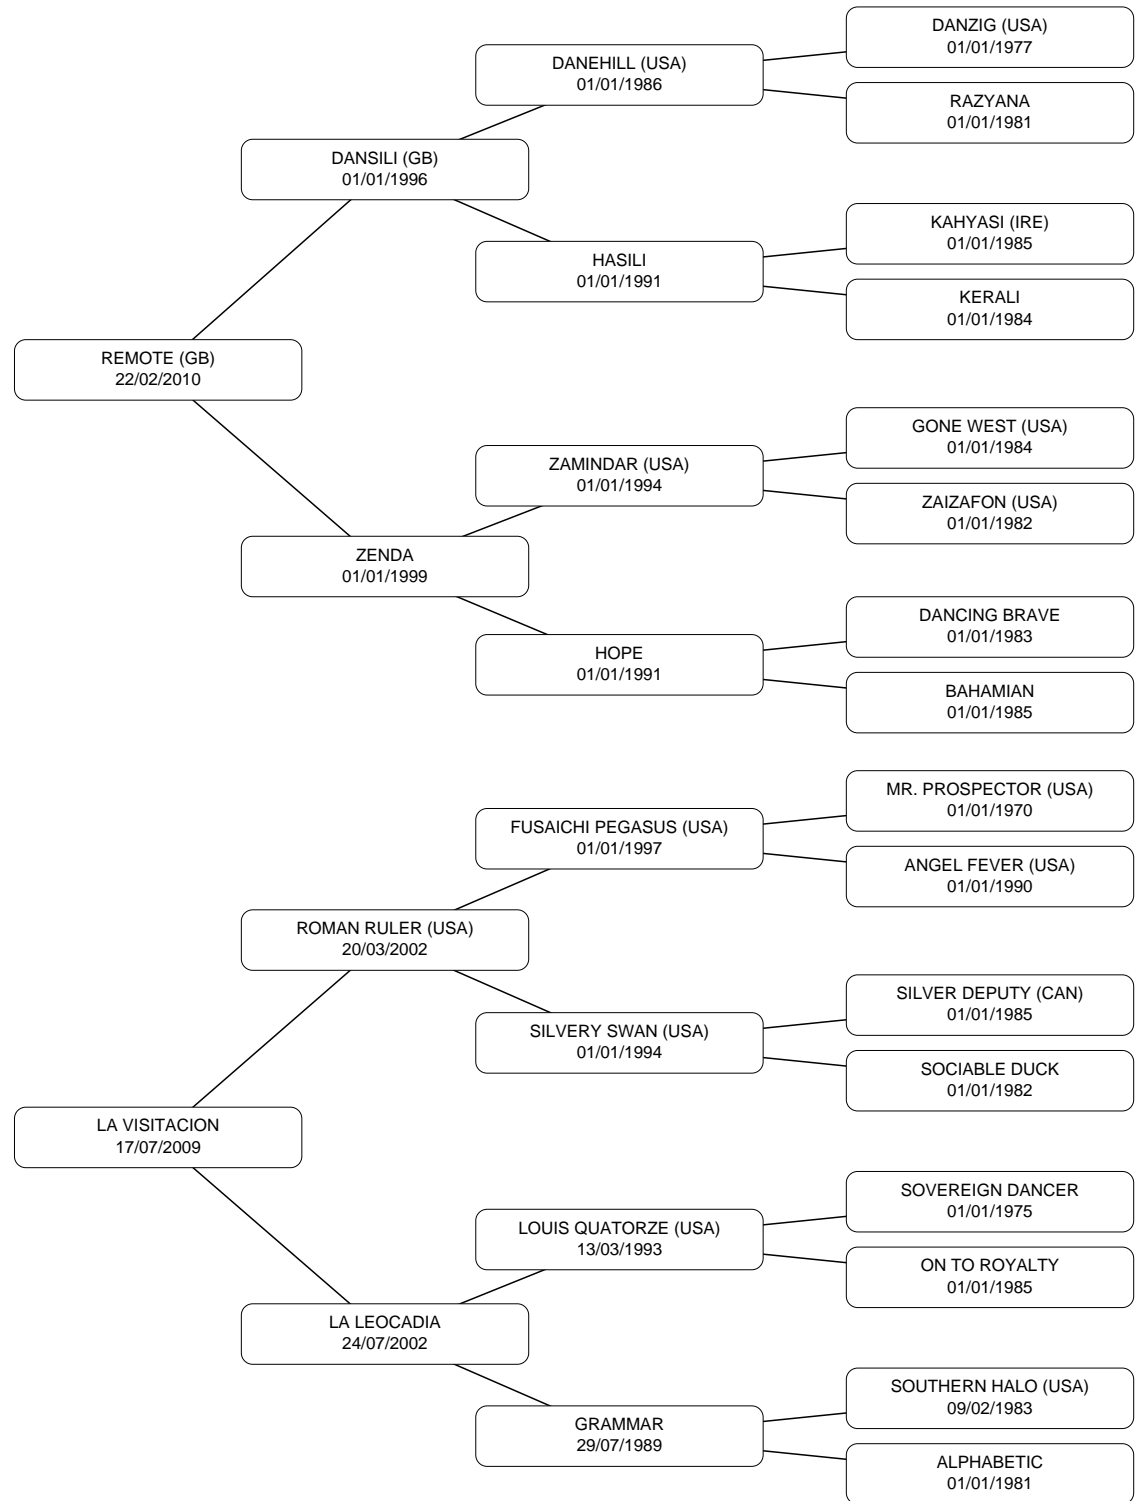 DANZIG (USA)
01/01/1977
DANEHILL (USA)
01/01/1986
RAZYANA
01/01/1981
DANSILI (GB)
01/01/1996
KAHYASI (IRE)
01/01/1985
HASILI
01/01/1991
KERALI
01/01/1984
REMOTE (GB)
22/02/2010
GONE WEST (USA)
01/01/1984
ZAMINDAR (USA)
01/01/1994
ZAIZAFON (USA)
01/01/1982
ZENDA
01/01/1999
DANCING BRAVE
01/01/1983
HOPE
01/01/1991
BAHAMIAN
01/01/1985
MR. PROSPECTOR (USA)
01/01/1970
FUSAICHI PEGASUS (USA)
01/01/1997
ANGEL FEVER (USA)
01/01/1990
ROMAN RULER (USA)
20/03/2002
SILVER DEPUTY (CAN)
01/01/1985
SILVERY SWAN (USA)
01/01/1994
SOCIABLE DUCK
01/01/1982
LA VISITACION
17/07/2009
SOVEREIGN DANCER
01/01/1975
LOUIS QUATORZE (USA)
13/03/1993
ON TO ROYALTY
01/01/1985
LA LEOCADIA
24/07/2002
SOUTHERN HALO (USA)
09/02/1983
GRAMMAR
29/07/1989
ALPHABETIC
01/01/1981